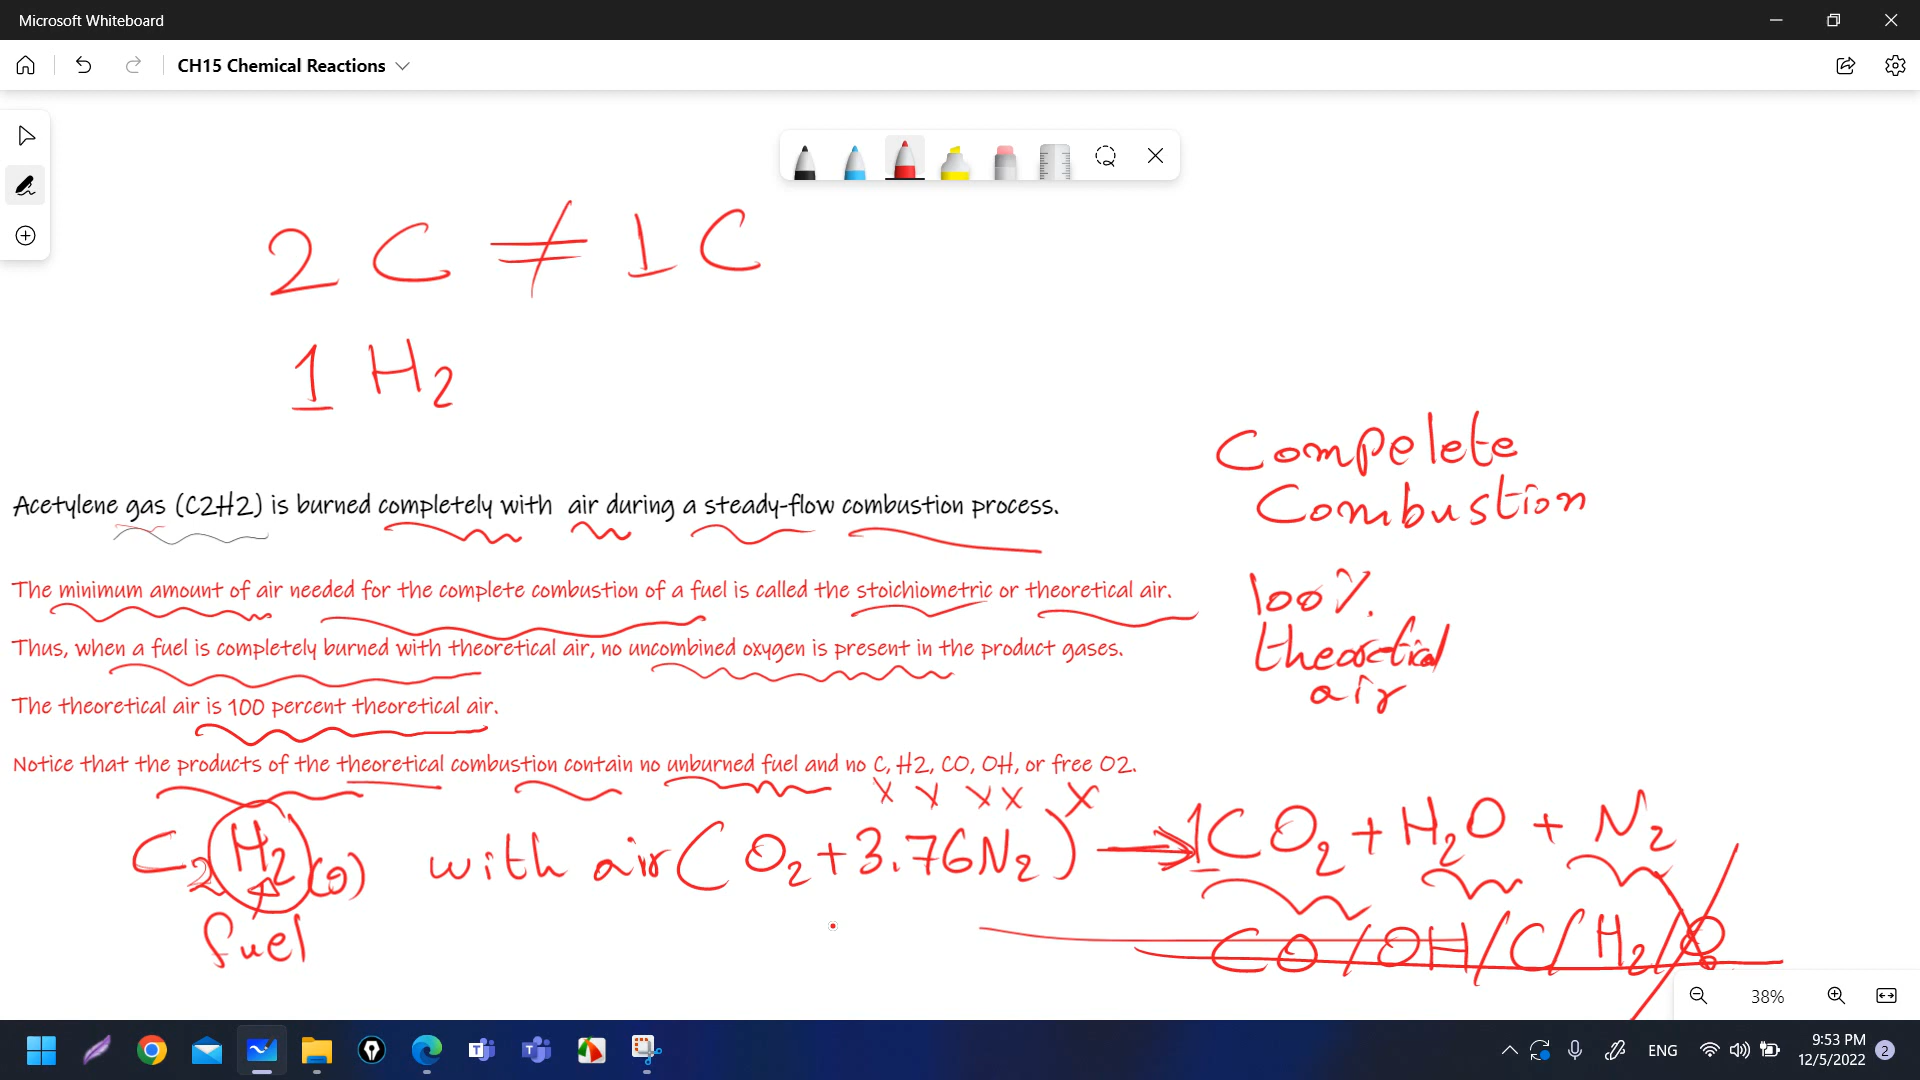 Microsoft Whiteboard
CH15 Chemical Reactions
2 C ≠ 1 C
1 H2
Compelete
Combustion
Acetylene gas (C2H2) is burned completely with air during a steady-flow combustion process.
The minimum amount of air needed for the complete combustion of a fuel is called the stoichiometric or theoretical air.
100%
theoretical
air
Thus, when a fuel is completely burned with theoretical air, no uncombined oxygen is present in the product gases.
The theoretical air is 100 percent theoretical air.
Notice that the products of the theoretical combustion contain no unburned fuel and no C, H2, CO, OH, or free O2.
X X X X X
C2H2(g) with air (O2+3.76N2) → 1CO2 + H2O + N2
fuel
CO/OH/C/H2/O2
38%
ENG
9:53 PM
12/5/2022
2